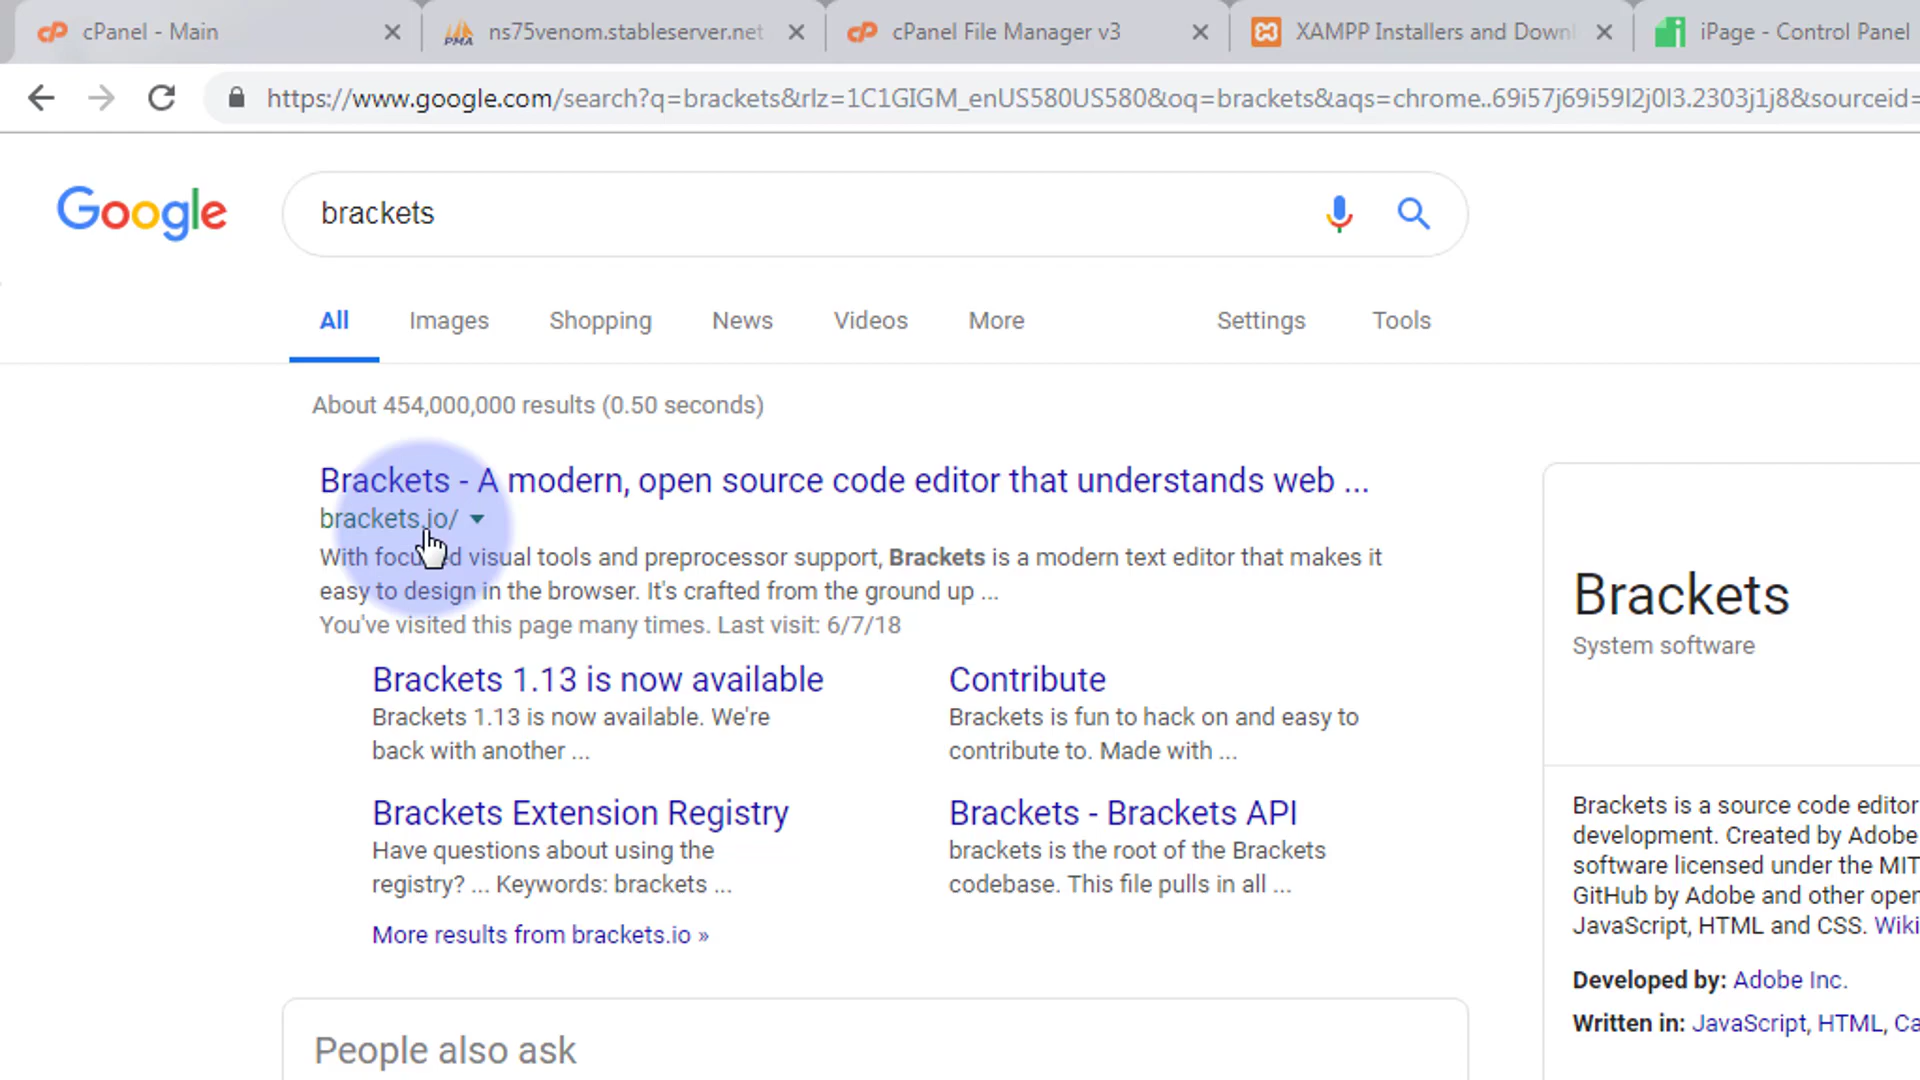 cPanel - Main
ns75venom.stableserver.net
cPanel File Manager v3
XAMPP Installers and Downl
iPage - Control Panel
https://www.google.com/search?q=brackets&rlz=1C1GIGM_enUS580US580&oq=brackets&aqs=chrome..69i57j69i59l2j0l3.2303j1j8&sourceid=
Google
brackets
All
Images
Shopping
News
Videos
More
Settings
Tools
About 454,000,000 results (0.50 seconds)
Brackets - A modern, open source code editor that understands web ...
brackets.io/
With focused visual tools and preprocessor support, Brackets is a modern text editor that makes it
easy to design in the browser. It's crafted from the ground up ...
You've visited this page many times. Last visit: 6/7/18
Brackets 1.13 is now available
Brackets 1.13 is now available. We're
back with another ...
Contribute
Brackets is fun to hack on and easy to
contribute to. Made with ...
Brackets Extension Registry
Have questions about using the
registry? ... Keywords: brackets ...
Brackets - Brackets API
brackets is the root of the Brackets
codebase. This file pulls in all ...
More results from brackets.io »
People also ask
Brackets
System software
Brackets is a source code editor
development. Created by Adobe
software licensed under the MIT
GitHub by Adobe and other open
JavaScript, HTML and CSS. Wiki
Developed by: Adobe Inc.
Written in: JavaScript, HTML, Ca